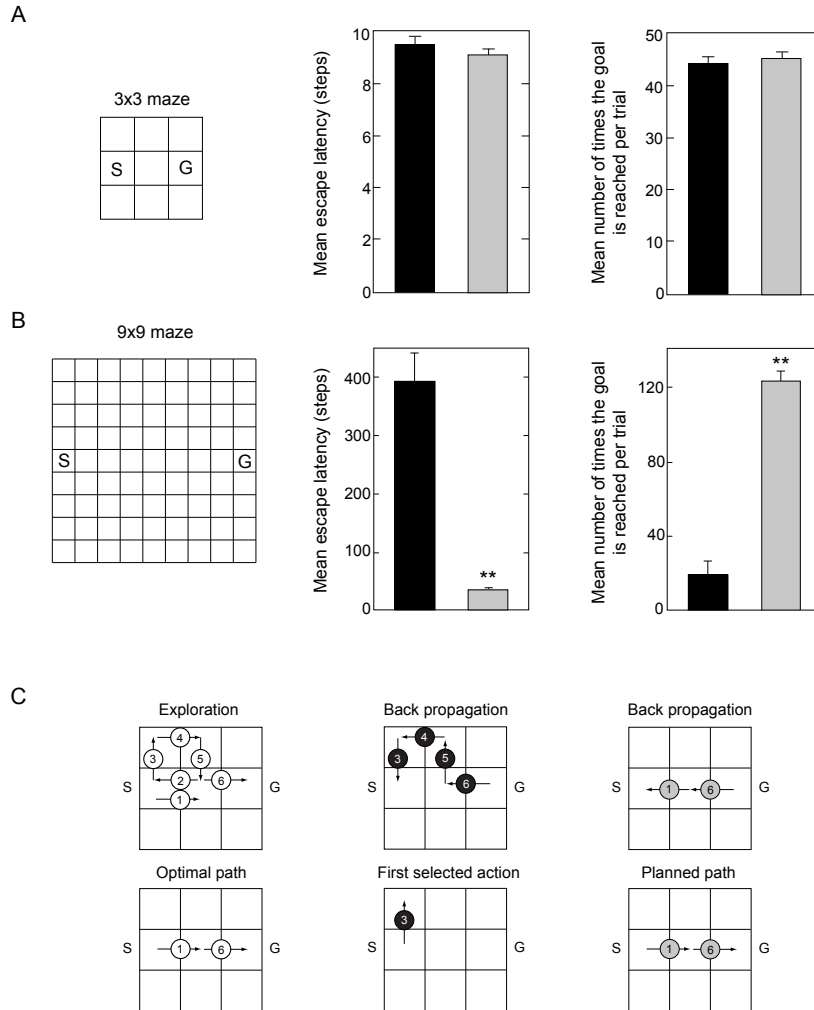 A
3x3 maze
S G
Mean escape latency (steps)
10
8
6
4
2
0
Mean number of times the goal
is reached per trial
50
40
30
20
10
0
B
9x9 maze
S G
Mean escape latency (steps)
400
300
200
100
0
**
Mean number of times the goal
is reached per trial
120
80
40
0
**
C
Exploration
S G
4
3 5
2 6
1
Back propagation
S G
4
3 5
6
Back propagation
S G
1 6
Optimal path
S G
1 6
First selected action
S G
3
Planned path
S G
1 6